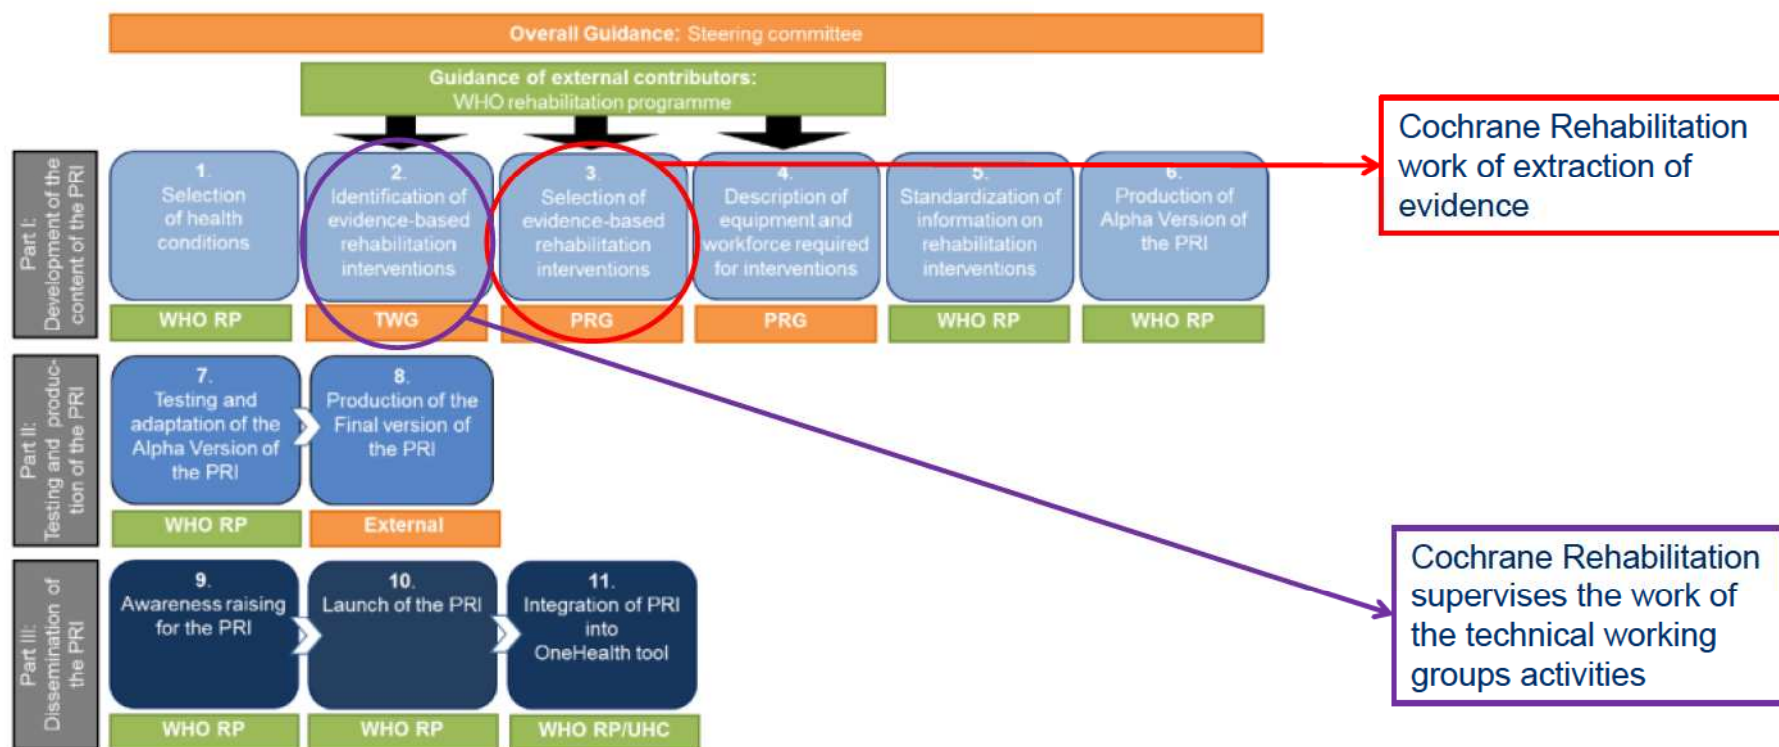 Overall Guidance: Steering committee
Guidance of external contributors:
WHO rehabilitation programme
Part I:
Development of the
content of the PRI
1.
Selection
of health
conditions
WHO RP
2.
Identification of
evidence-based
rehabilitation
interventions
TWG
3.
Selection of
evidence-based
rehabilitation
interventions
PRG
4.
Description of
equipment and
workforce required
for interventions
PRG
5.
Standardization of
information on
rehabilitation
interventions
WHO RP
6.
Production of
Alpha Version of
the PRI
WHO RP
Cochrane Rehabilitation
work of extraction of
evidence
Part II:
Testing and produc-
tion of the PRI
7.
Testing and
adaptation of the
Alpha Version of
the PRI
WHO RP
8.
Production of the
Final version of
the PRI
External
Part III:
Dissemination of
the PRI
9.
Awareness raising
for the PRI
WHO RP
10.
Launch of the PRI
WHO RP
11.
Integration of PRI
into
OneHealth tool
WHO RP/UHC
Cochrane Rehabilitation
supervises the work of
the technical working
groups activities